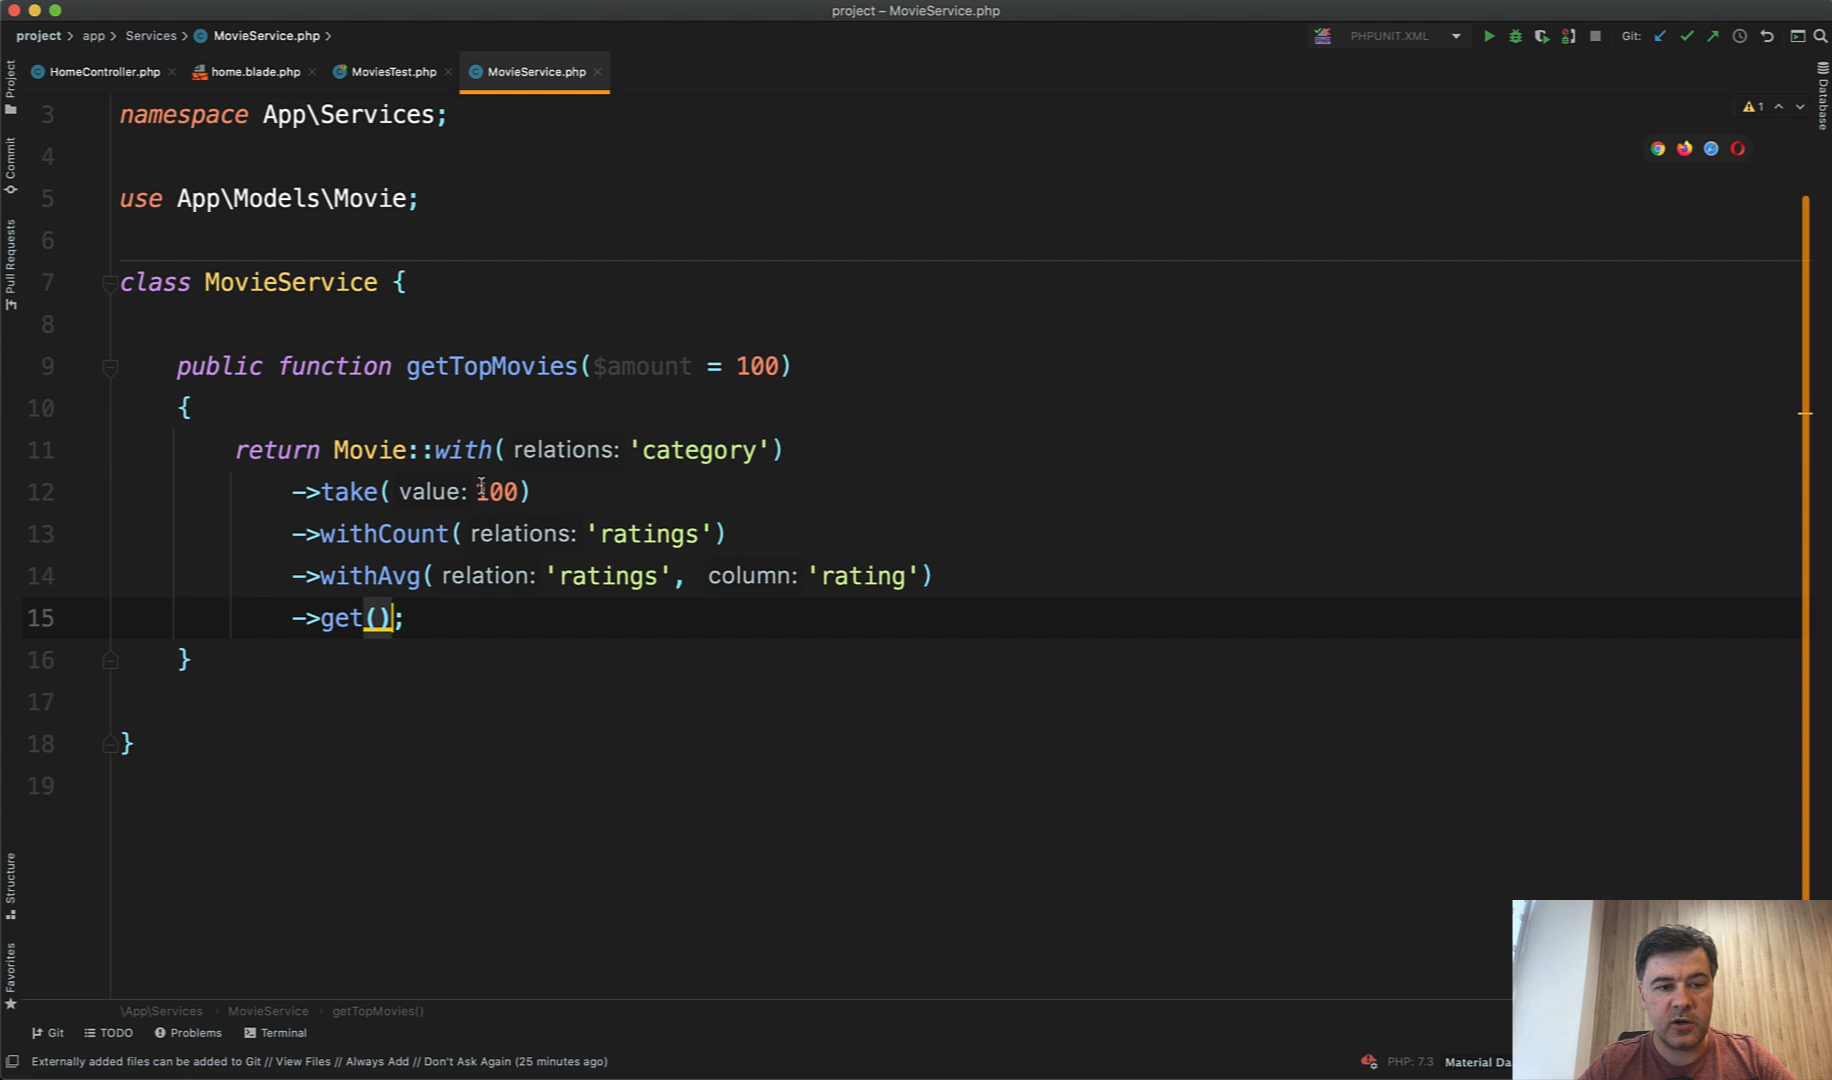 project – MovieService.php
project > app > Services > MovieService.php >
PHPUNIT.XML
Git:
HomeController.php
home.blade.php
MoviesTest.php
MovieService.php
Project
Commit
Pull Requests
Structure
Favorites
Database
1
3 namespace App\Services;
4
5 use App\Models\Movie;
6
7 class MovieService {
8
9 public function getTopMovies($amount = 100)
10 {
11 return Movie::with( relations: 'category')
12 ->take( value: 100)
13 ->withCount( relations: 'ratings')
14 ->withAvg( relation: 'ratings', column: 'rating')
15 ->get();
16 }
17
18 }
19
\App\Services > MovieService > getTopMovies()
Git TODO Problems Terminal
Externally added files can be added to Git // View Files // Always Add // Don't Ask Again (25 minutes ago)
PHP: 7.3 Material Da